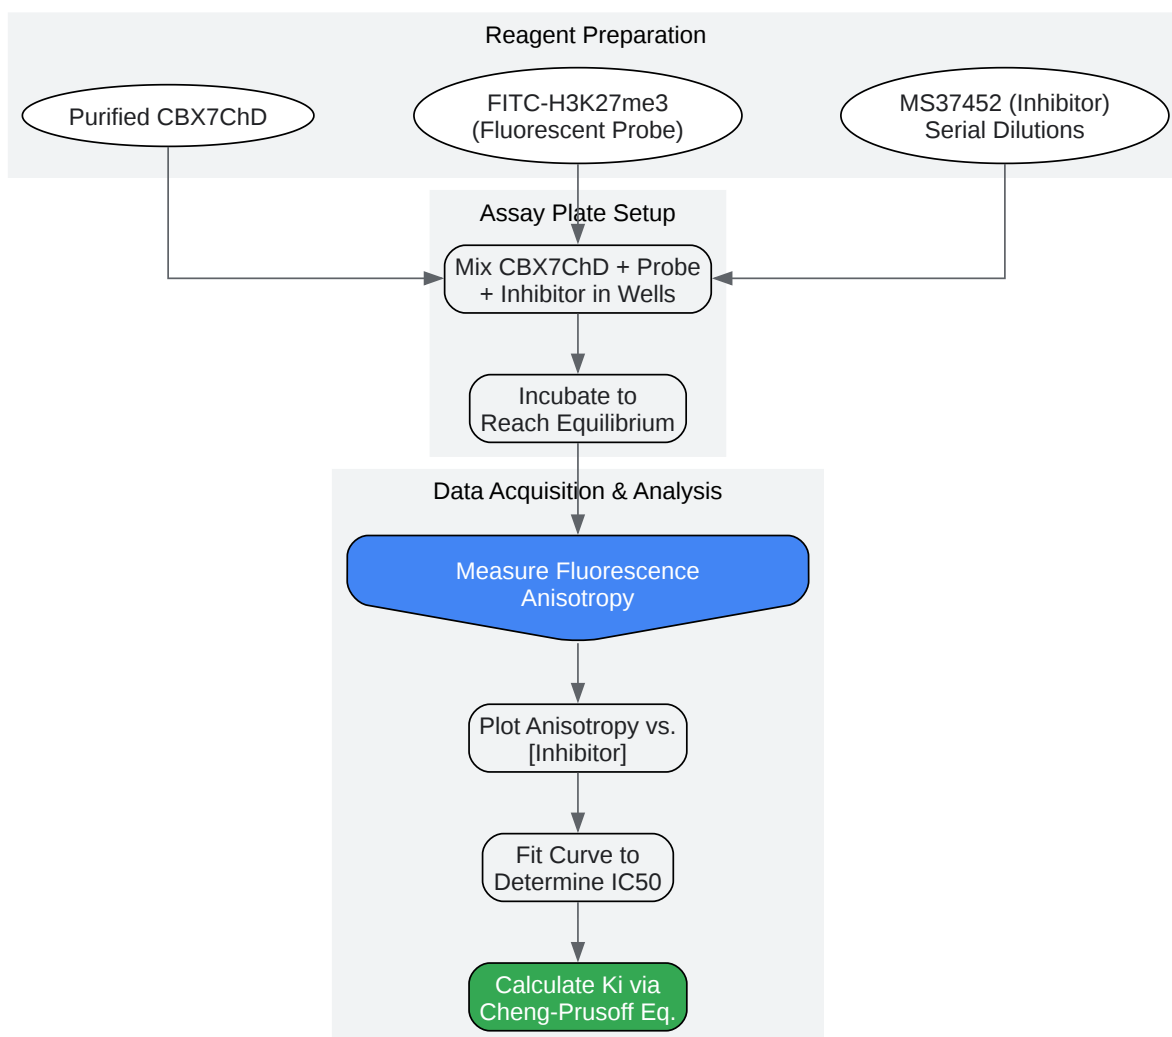 Reagent Preparation
Purified CBX7ChD
FITC-H3K27me3
(Fluorescent Probe)
MS37452 (Inhibitor)
Serial Dilutions
Assay Plate Setup
Mix CBX7ChD + Probe
+ Inhibitor in Wells
Incubate to
Reach Equilibrium
Data Acquisition & Analysis
Measure Fluorescence
Anisotropy
Plot Anisotropy vs.
[Inhibitor]
Fit Curve to
Determine IC50
Calculate Ki via
Cheng-Prusoff Eq.